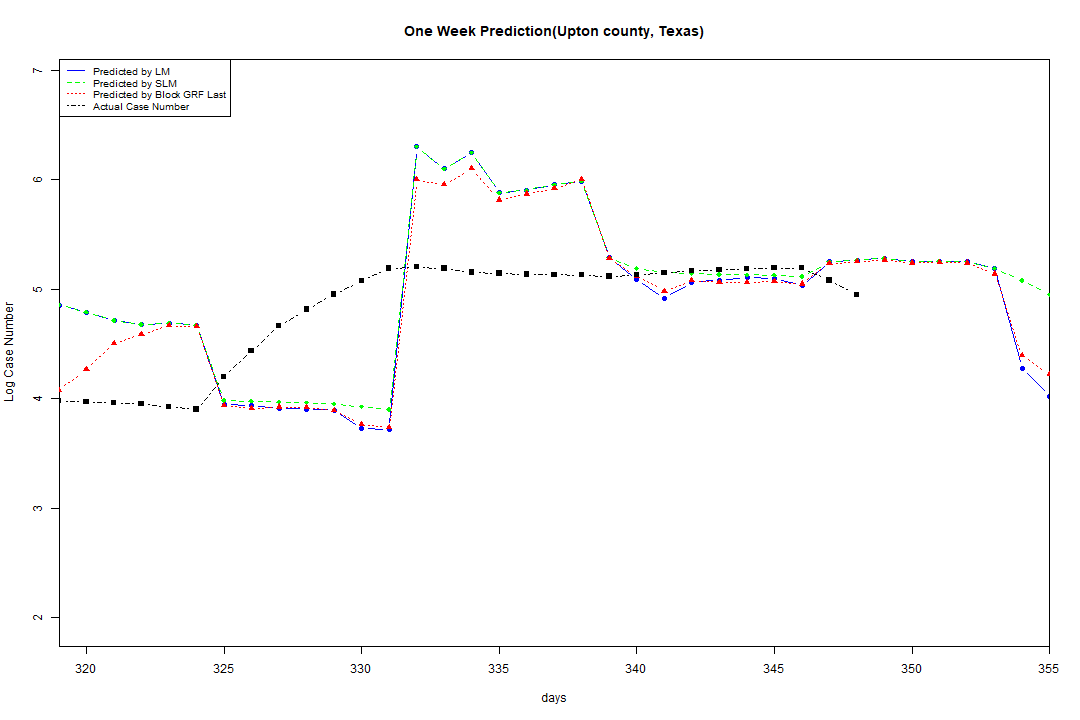 One Week Prediction(Upton county, Texas)
Predicted by LM
Predicted by SLM
Predicted by Block GRF Last
Actual Case Number
7
6
5
4
3
2
Log Case Number
320 325 330 335 340 345 350 355
days